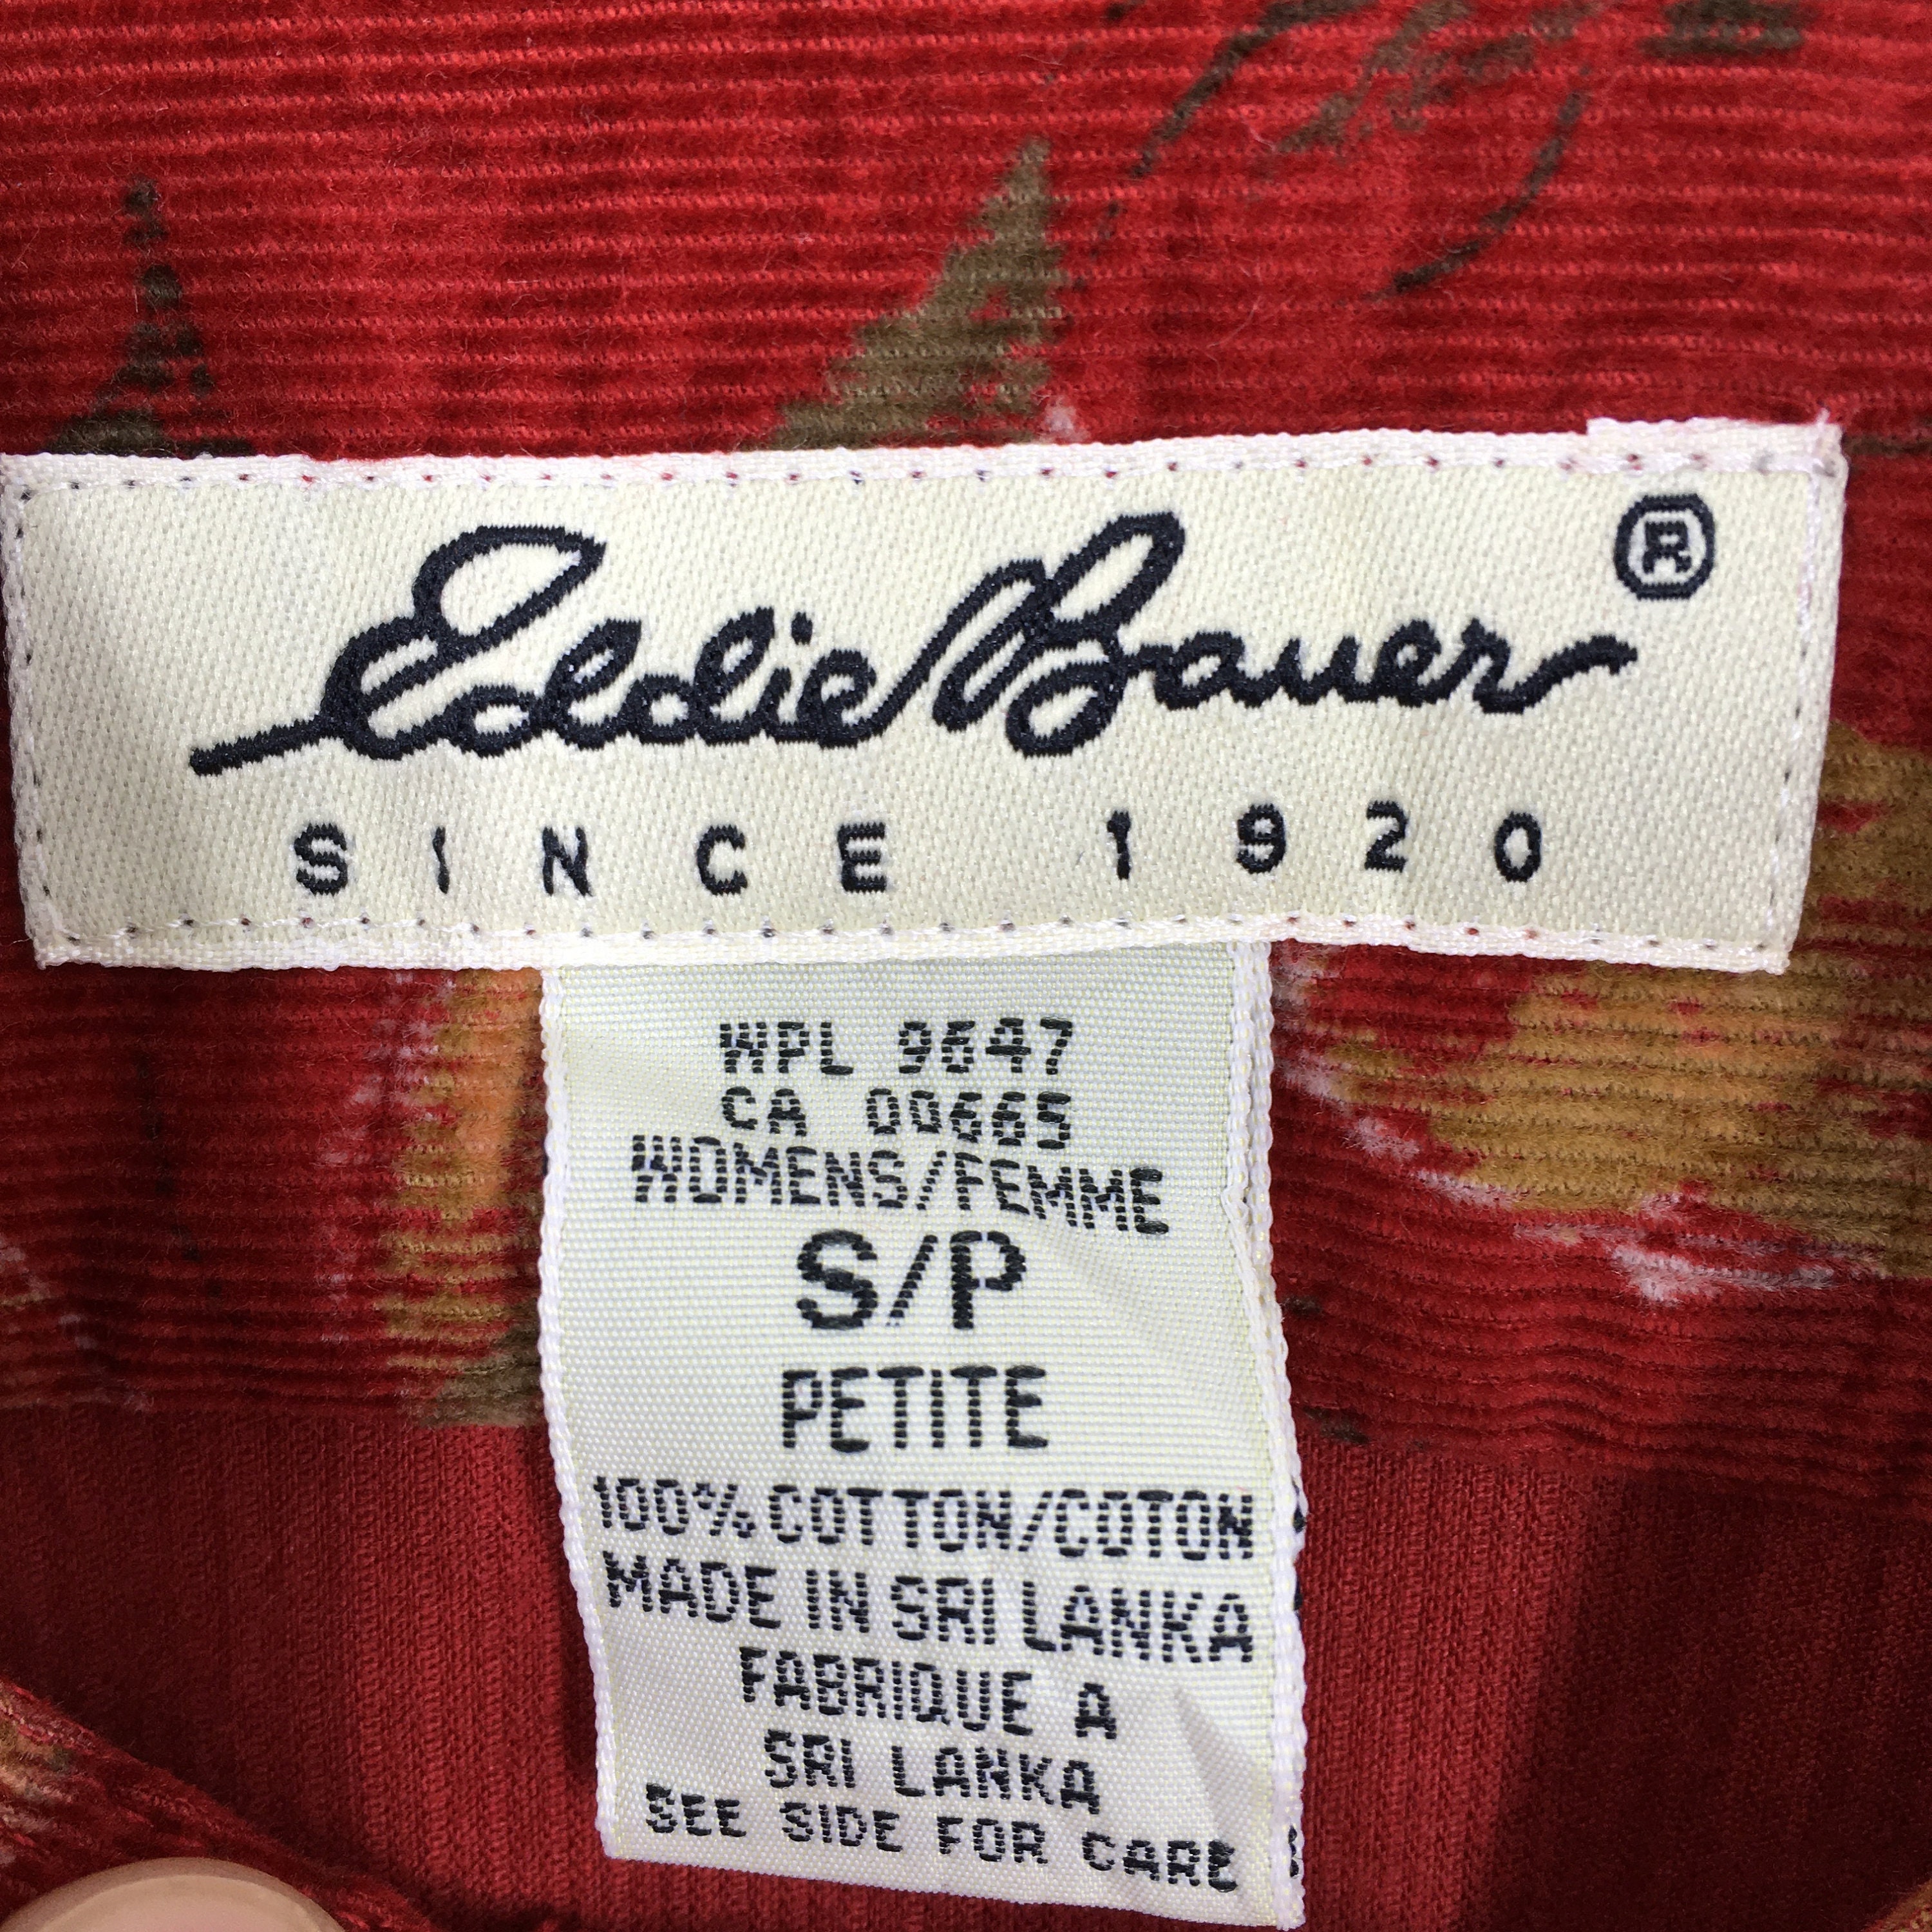 Eddie Bauer ®
SINCE 1920
WPL 9647
CA 00665
WOMENS/FEMME
S/P
PETITE
100% COTTON/COTON
MADE IN SRI LANKA
FABRIQUE A
SRI LANKA
SEE SIDE FOR CARE